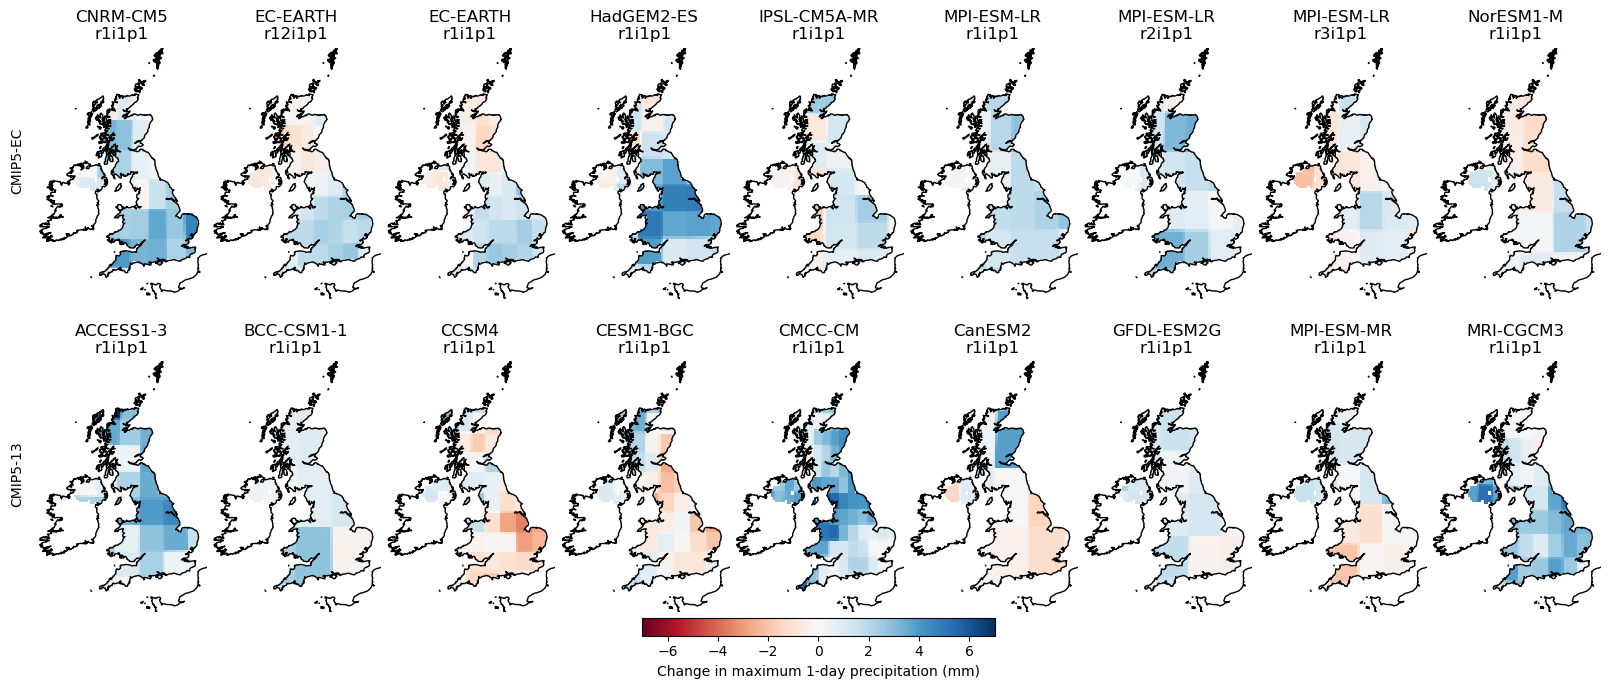 CNRM-CM5 EC-EARTH EC-EARTH HadGEM2-ES IPSL-CM5A-MR MPI-ESM-LR MPI-ESM-LR MPI-ESM-LR NorESM1-M
r1i1p1 r12i1p1 r1i1p1 r1i1p1 r1i1p1 r1i1p1 r2i1p1 r3i1p1 r1i1p1
CMIP5-EC
ACCESS1-3 BCC-CSM1-1 CCSM4 CESM1-BGC CMCC-CM CanESM2 GFDL-ESM2G MPI-ESM-MR MRI-CGCM3
r1i1p1 r1i1p1 r1i1p1 r1i1p1 r1i1p1 r1i1p1 r1i1p1 r1i1p1 r1i1p1
CMIP5-13
−6 −4 −2 0 2 4 6
Change in maximum 1-day precipitation (mm)